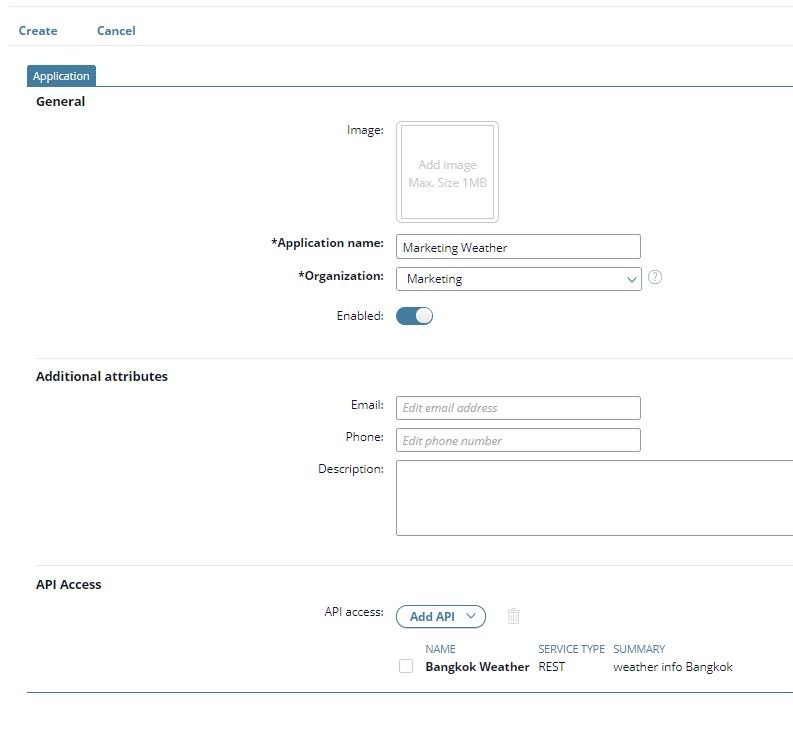 Create Cancel
Application
General
Image:
Add image
Max. Size 1MB
*Application name: Marketing Weather
*Organization: Marketing ?
Enabled:
Additional attributes
Email: Edit email address
Phone: Edit phone number
Description:
API Access
API access: Add API
NAME SERVICE TYPE SUMMARY
Bangkok Weather REST weather info Bangkok